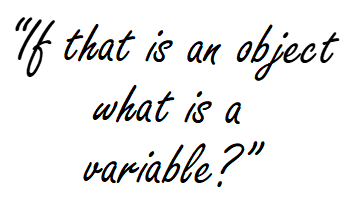 “If that is an object
what is a
variable?”